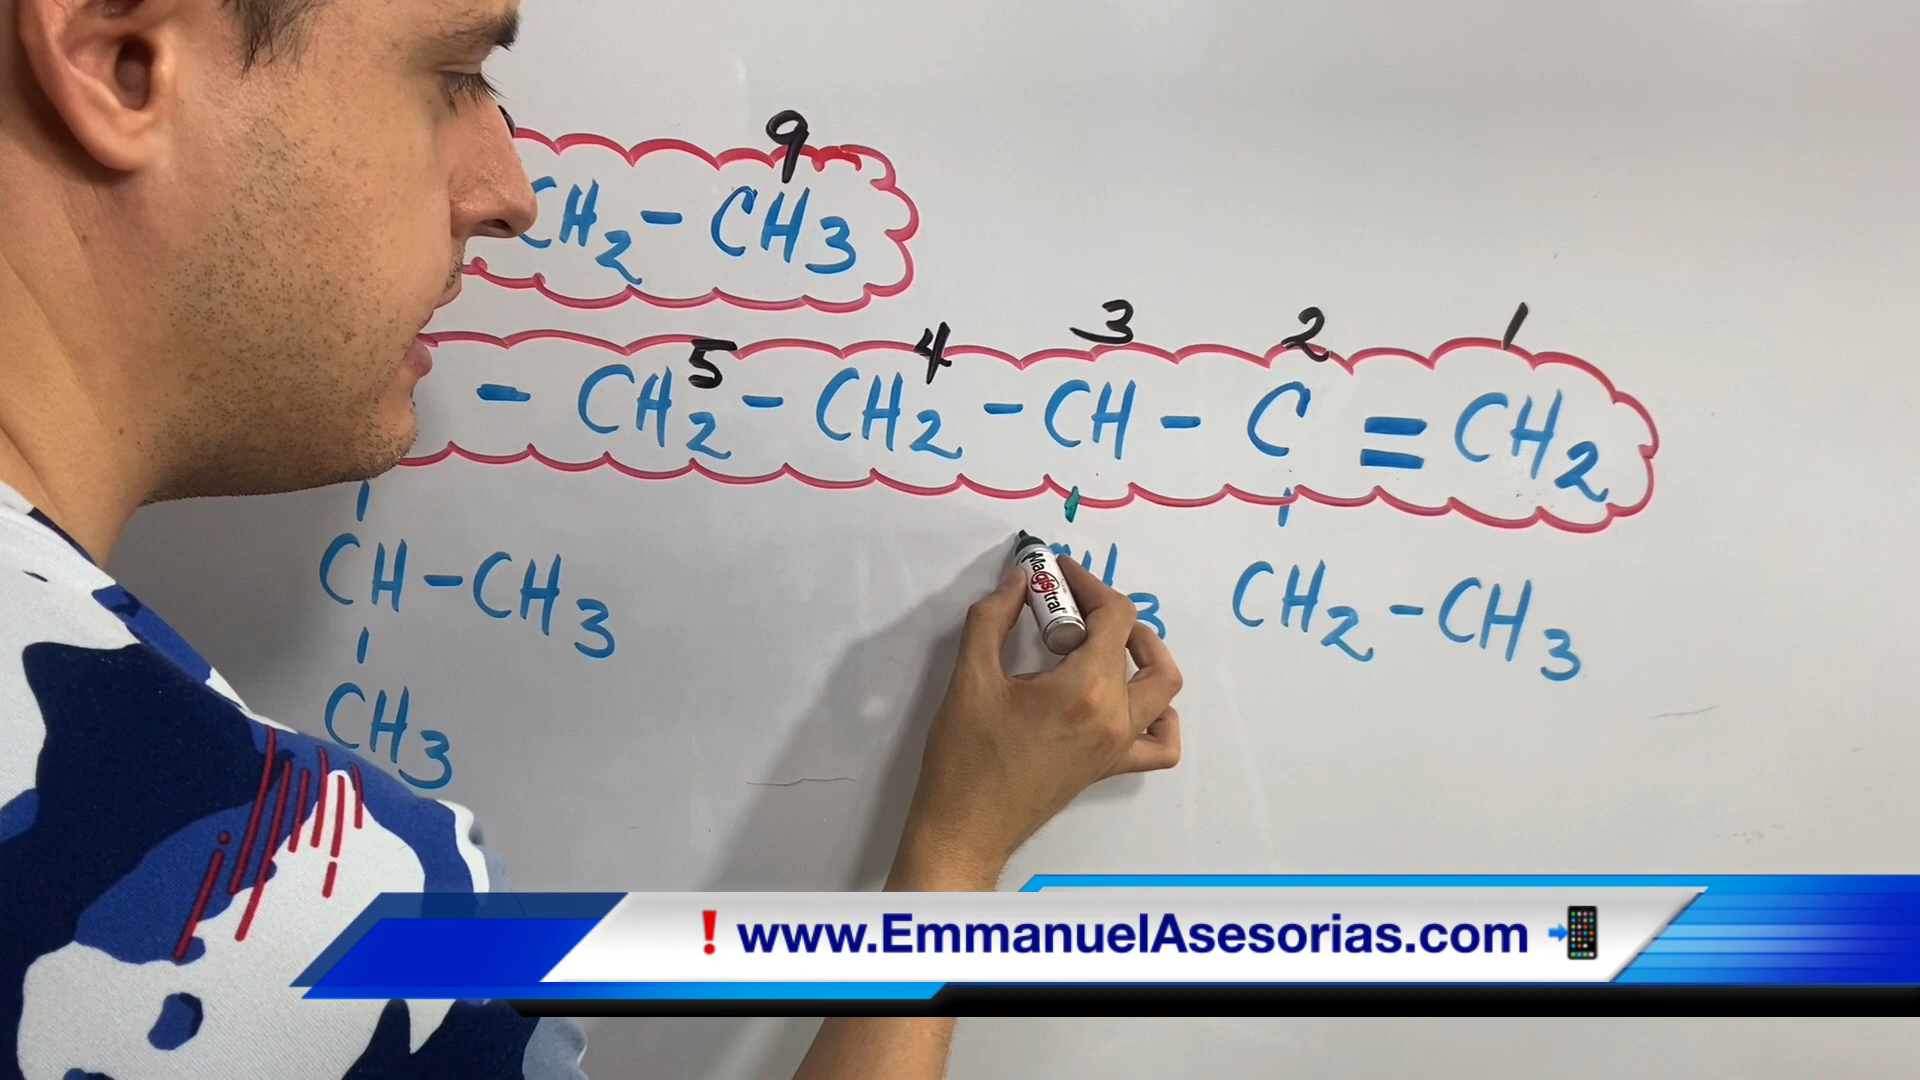 9
CH2-CH3
5 4 3 2 1
- CH2 - CH2 - CH - C = CH2
CH-CH3
CH2-CH3
CH3
Magistral
❗ www.EmmanuelAsesorias.com 📲